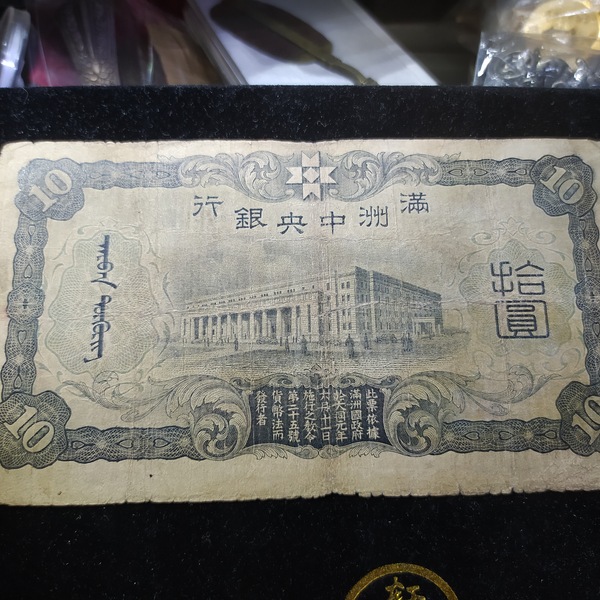 10
10
行銀央中洲滿
拾
圓
10
10
此票依據
滿洲國政府
於大同元年
六月十一日
施行之教令
第二十五號
貨幣法而
發行者